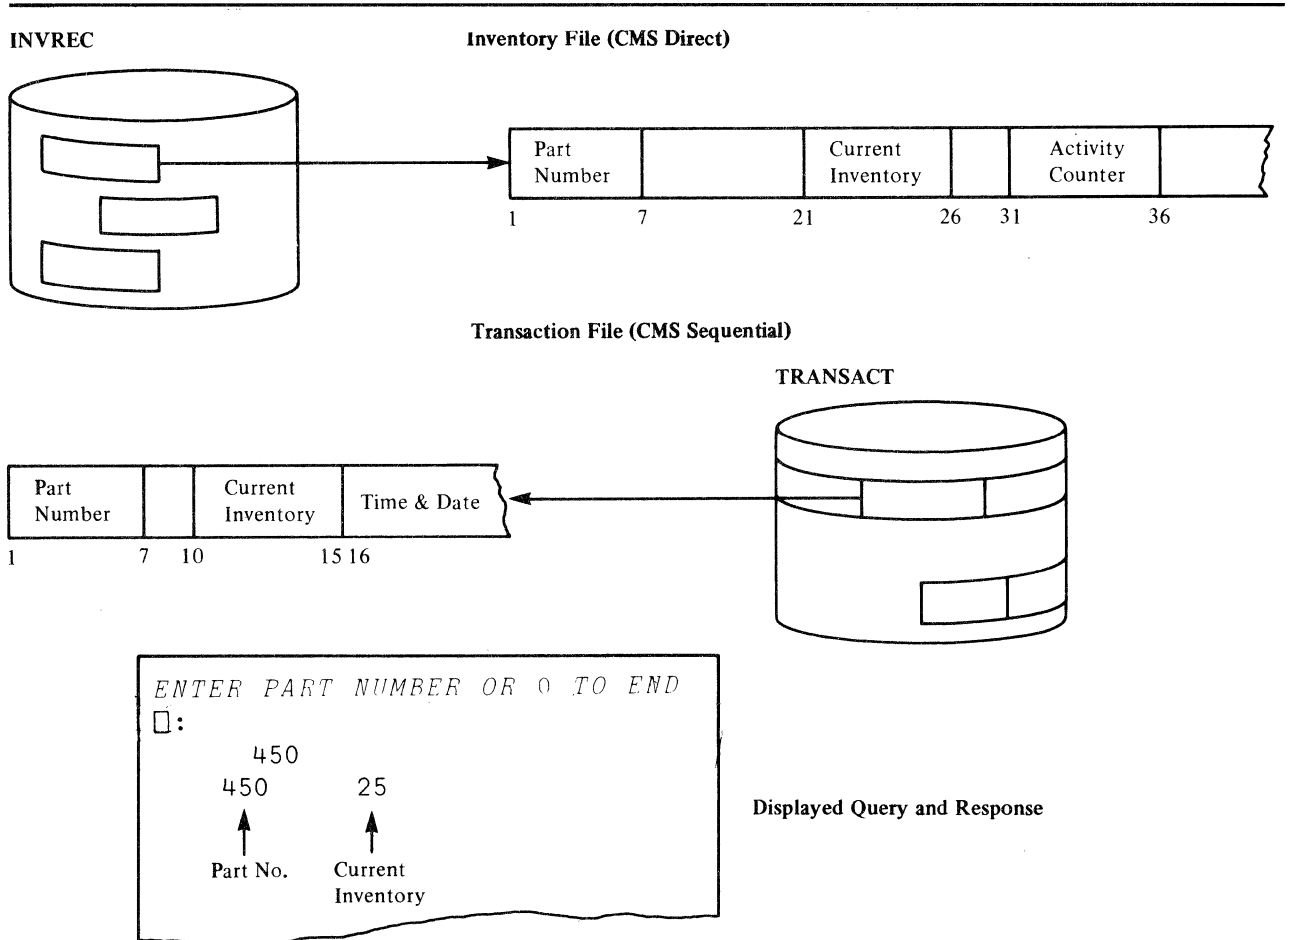 INVREC
Inventory File (CMS Direct)
Part Number
Current Inventory
Activity Counter
1 7 21 26 31 36
Transaction File (CMS Sequential)
TRANSACT
Part Number
Current Inventory
Time & Date
1 7 10 15 16
ENTER PART NUMBER OR 0 TO END
⎕:
450
450 25
Displayed Query and Response
Part No.
Current Inventory